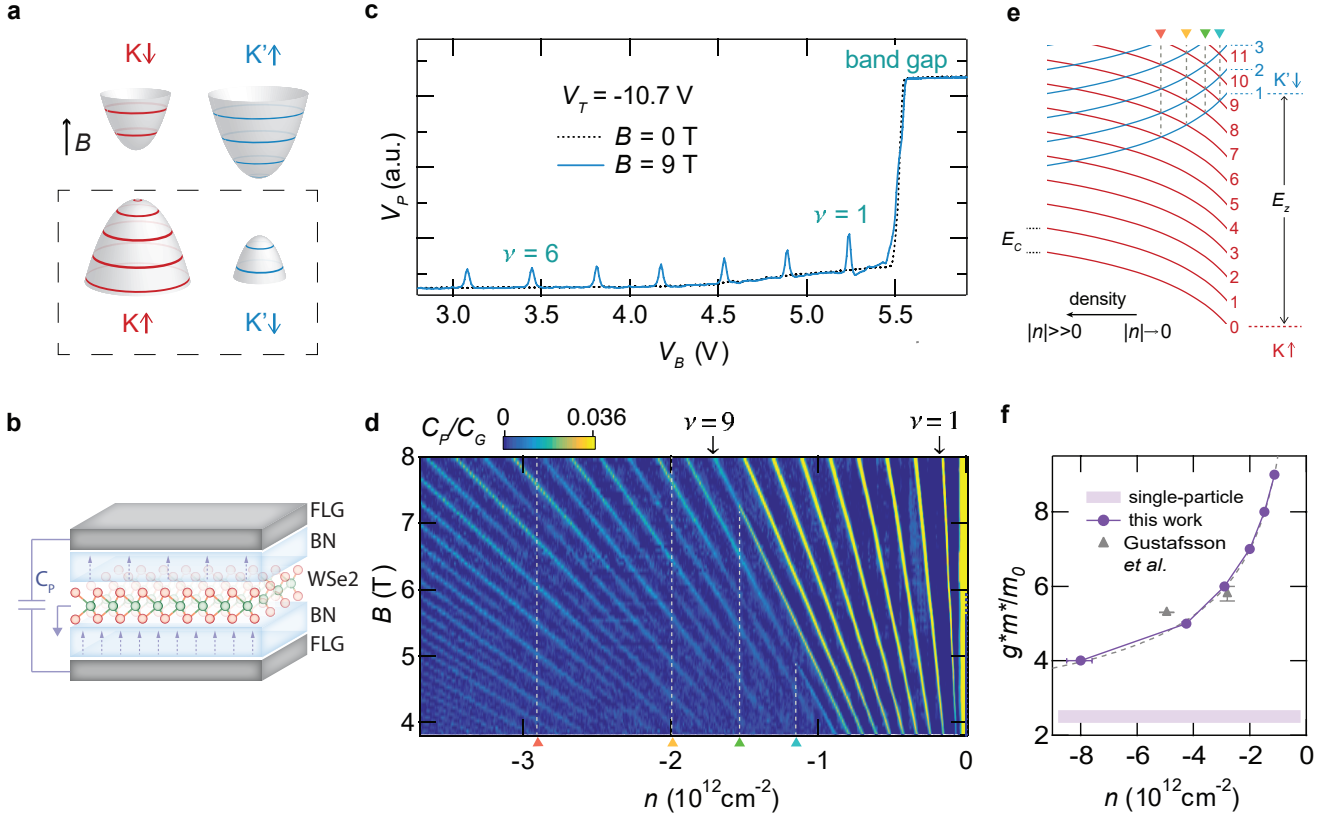 a
K↓ K'↑
B
K↑ K'↓
b
FLG
BN
C_P
WSe2
BN
FLG
c
V_P (a.u.)
V_T = -10.7 V
B = 0 T
B = 9 T
band gap
ν = 6
ν = 1
3.0 3.5 4.0 4.5 5.0 5.5
V_B (V)
d
C_P/C_G
0 0.036
ν = 9
ν = 1
B (T)
8
7
6
5
4
-3 -2 -1 0
n (10^12 cm^-2)
e
3
11
2
10
K'↓
1
9
8
7
6
5
E_z
4
E_c
3
2
density
1
|n|>>0 |n|→0
0
K↑
f
g*m*/m_0
8
6
4
2
single-particle
this work
Gustafsson
et al.
-8 -6 -4 -2 0
n (10^12 cm^-2)